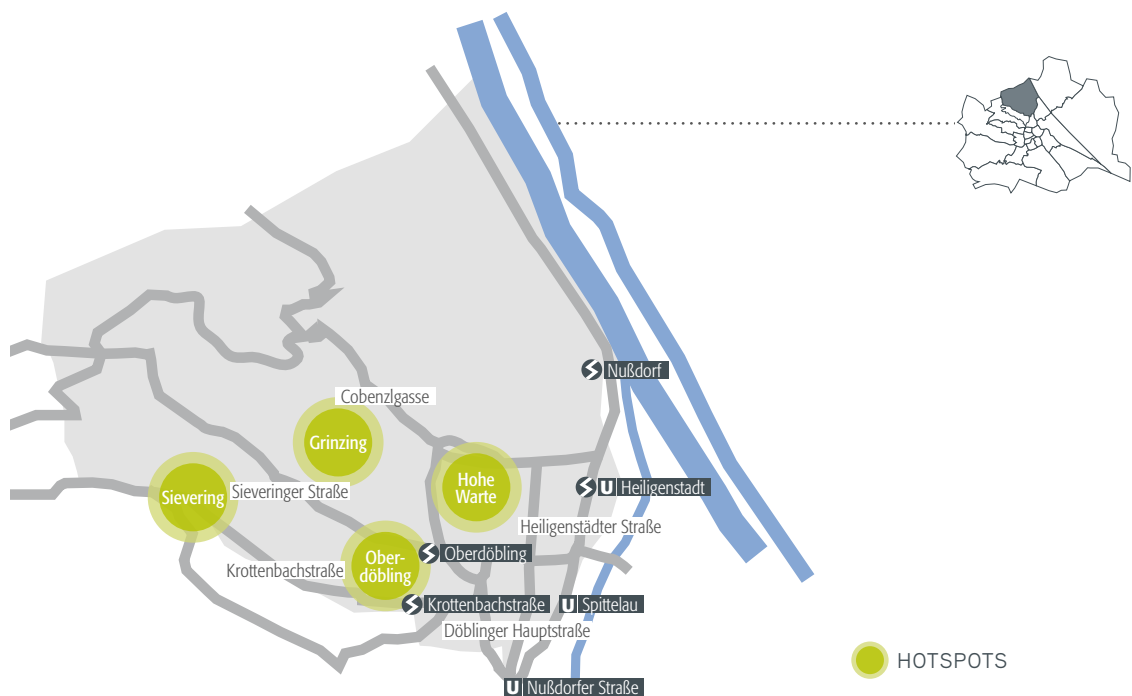 Nußdorf
Cobenzlgasse
Grinzing
Hohe
Warte
Sievering
Sieveringer Straße
U Heiligenstadt
Heiligenstädter Straße
Ober-
döbling
Oberdöbling
Krottenbachstraße
Krottenbachstraße
U Spittelau
Döblinger Hauptstraße
HOTSPOTS
U Nußdorfer Straße